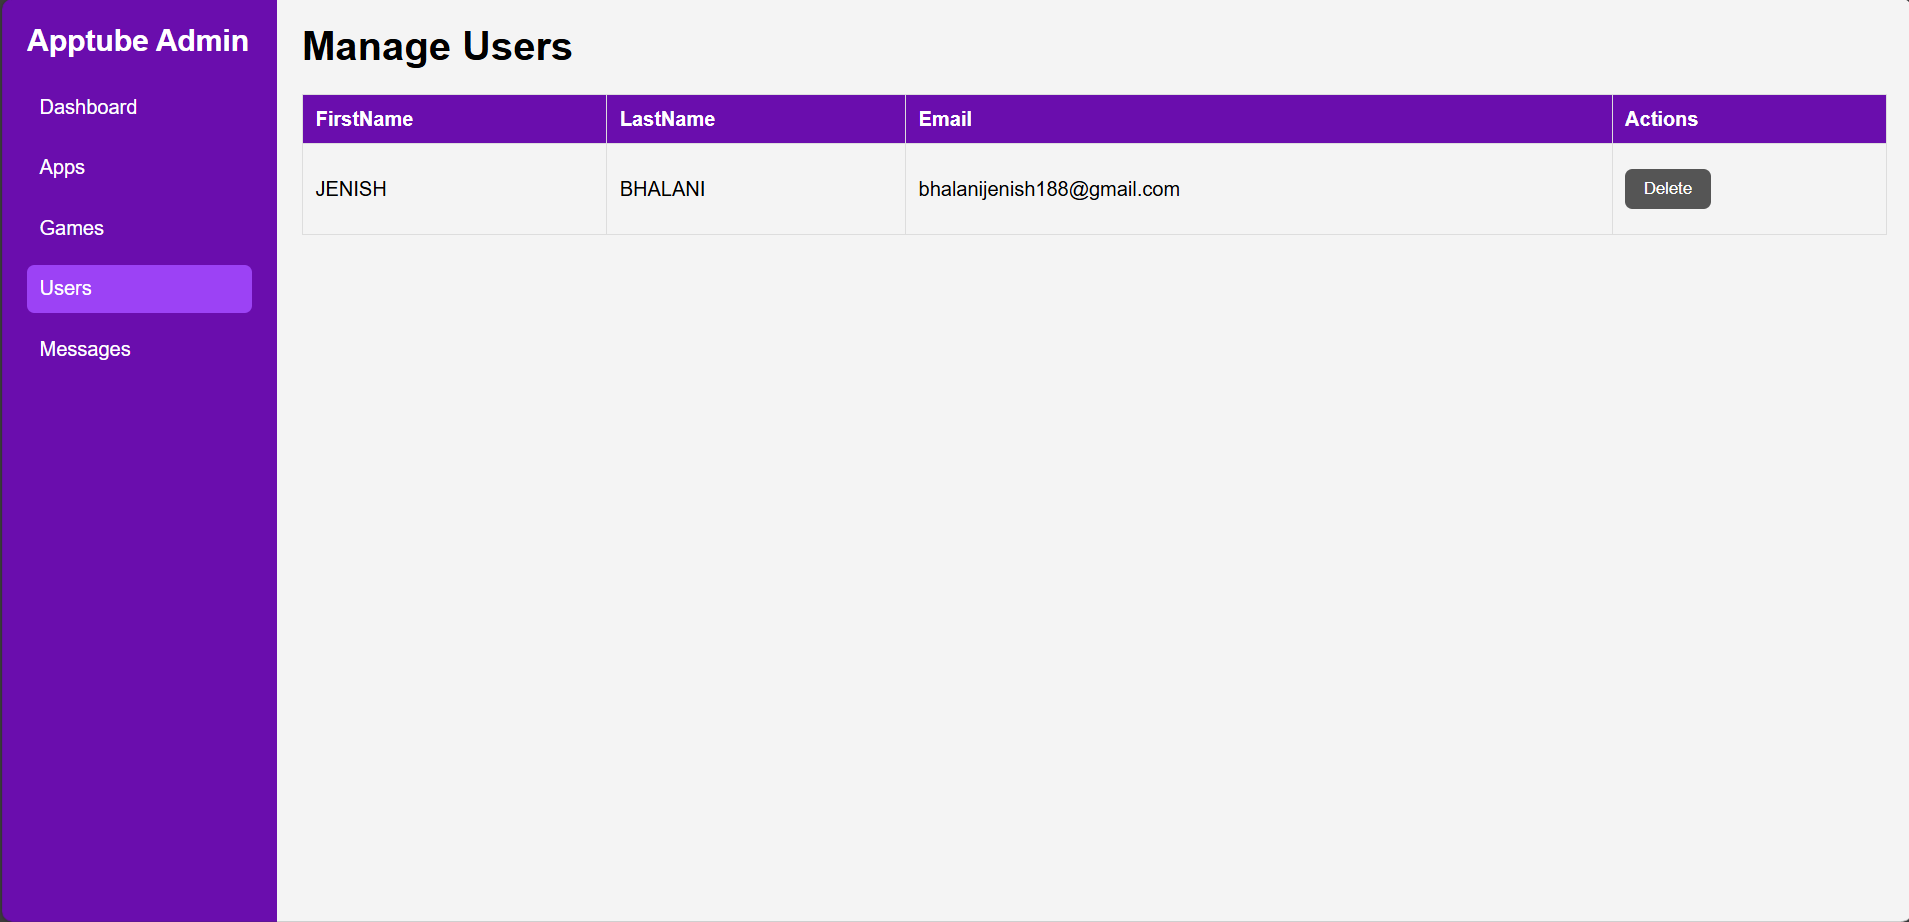 Apptube Admin
Dashboard
Apps
Games
Users
Messages
Manage Users
FirstName LastName Email Actions
JENISH BHALANI bhalanijenish188@gmail.com Delete